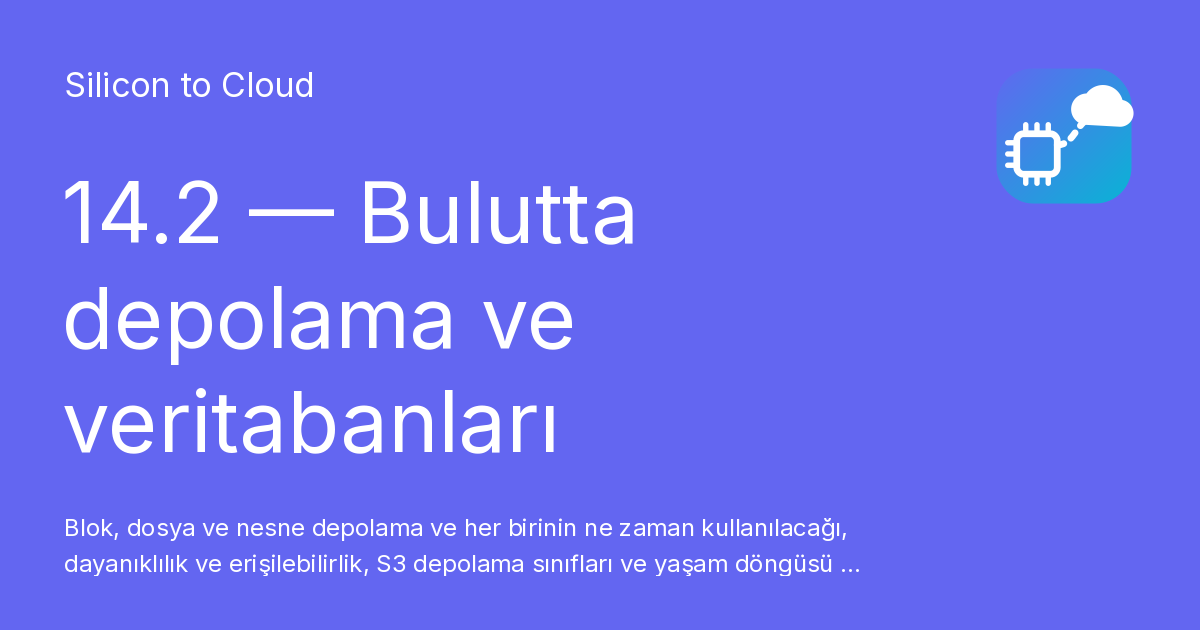 Silicon to Cloud
14.2 — Bulutta
depolama ve
veritabanları
Blok, dosya ve nesne depolama ve her birinin ne zaman kullanılacağı,
dayanıklılık ve erişilebilirlik, S3 depolama sınıfları ve yaşam döngüsü ...